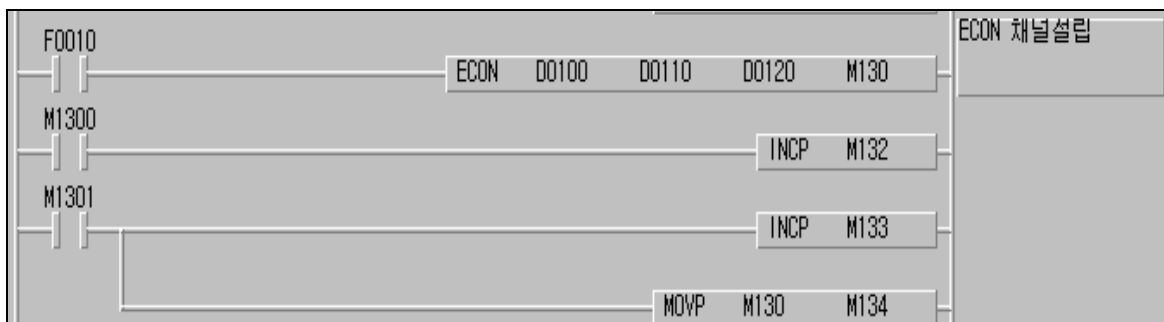 F0010
ECON D0100 D0110 D0120 M130
ECON 채널설립
M1300
INCP M132
M1301
INCP M133
MOVP M130 M134